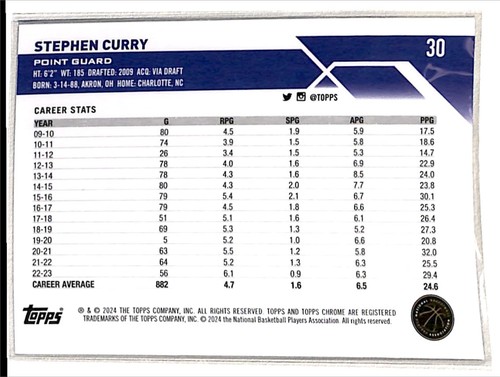 STEPHEN CURRY
30
POINT GUARD
HT: 6'2" WT: 185 DRAFTED: 2009 ACQ: VIA DRAFT
BORN: 3-14-88, AKRON, OH HOME: CHARLOTTE, NC
@TOPPS
CAREER STATS
YEAR G RPG SPG APG PPG
09-10 80 4.5 1.9 5.9 17.5
10-11 74 3.9 1.5 5.8 18.6
11-12 26 3.4 1.5 5.3 14.7
12-13 78 4.0 1.6 6.9 22.9
13-14 78 4.3 1.6 8.5 24.0
14-15 80 4.3 2.0 7.7 23.8
15-16 79 5.4 2.1 6.7 30.1
16-17 79 4.5 1.8 6.6 25.3
17-18 51 5.1 1.6 6.1 26.4
18-19 69 5.3 1.3 5.2 27.3
19-20 5 5.2 1.0 6.6 20.8
20-21 63 5.5 1.2 5.8 32.0
21-22 64 5.2 1.3 6.3 25.5
22-23 56 6.1 0.9 6.3 29.4
CAREER AVERAGE 882 4.7 1.6 6.5 24.6
Topps
® & © 2024 THE TOPPS COMPANY, INC. ALL RIGHTS RESERVED. TOPPS AND TOPPS CHROME ARE REGISTERED
TRADEMARKS OF THE TOPPS COMPANY, INC. © 2024 the National Basketball Players Association. All rights reserved.